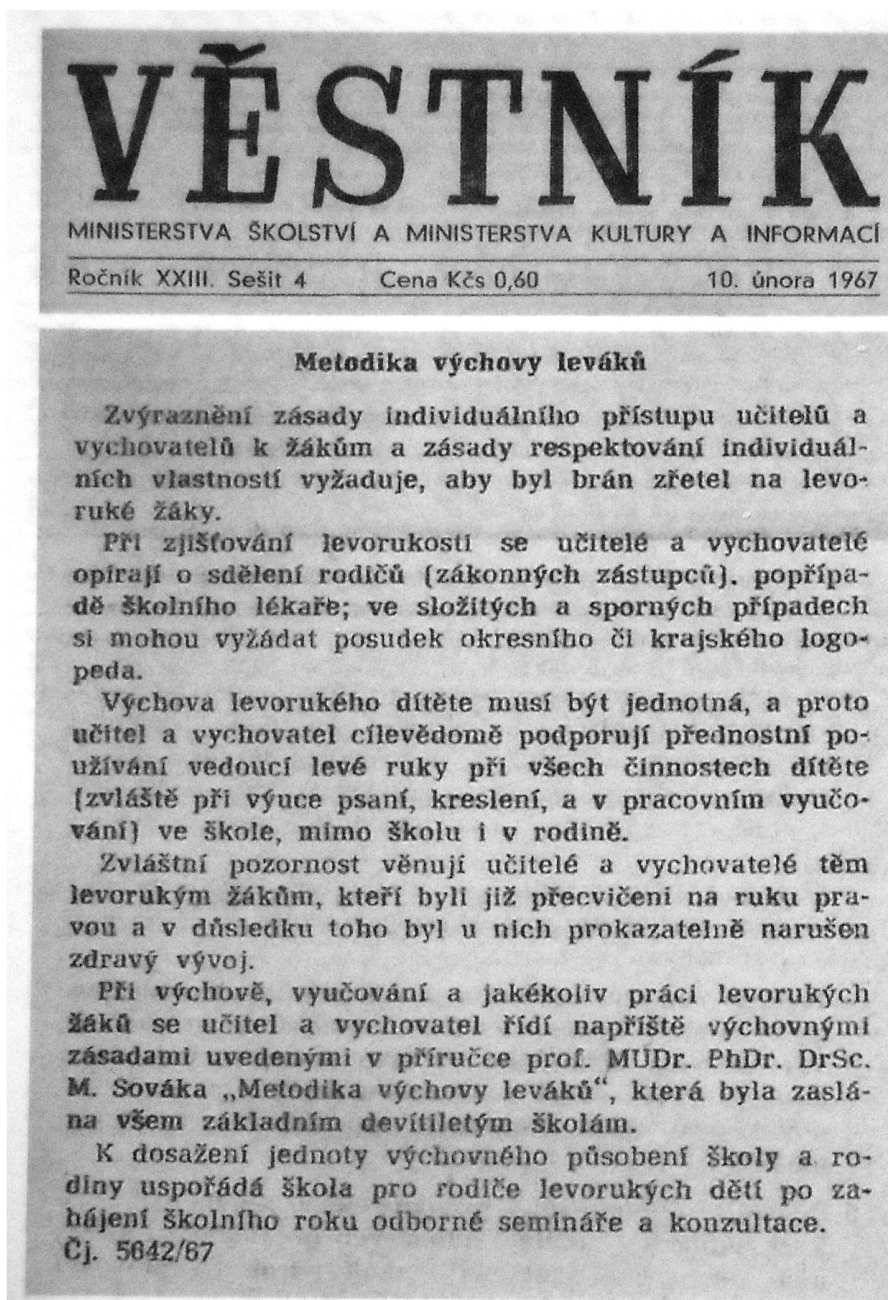 VĚSTNÍK
MINISTERSTVA ŠKOLSTVÍ A MINISTERSTVA KULTURY A INFORMACÍ
Ročník XXIII. Sešit 4 Cena Kčs 0,60 10. února 1967
Metodika výchovy leváků
Zvýraznění zásady individuálního přístupu učitelů a
vychovatelů k žákům a zásady respektování individuál-
ních vlastností vyžaduje, aby byl brán zřetel na levo-
ruké žáky.
Při zjišťování levorukosti se učitelé a vychovatelé
opírají o sdělení rodičů (zákonných zástupců), popřípa-
dě školního lékaře; ve složitých a sporných případech
si mohou vyžádat posudek okresního či krajského logo-
peda.
Výchova levorukého dítěte musí být jednotná, a proto
učitel a vychovatel cílevědomě podporují přednostní po-
užívání vedoucí levé ruky při všech činnostech dítěte
(zvláště při výuce psaní, kreslení, a v pracovním vyučo-
vání) ve škole, mimo školu i v rodině.
Zvláštní pozornost věnují učitelé a vychovatelé těm
levorukým žákům, kteří byli již přecvičeni na ruku pra-
vou a v důsledku toho byl u nich prokazatelně narušen
zdravý vývoj.
Při výchově, vyučování a jakékoliv práci levorukých
žáků se učitel a vychovatel řídí napříště výchovnými
zásadami uvedenými v příručce prof. MUDr. PhDr. DrSc.
M. Sováka „Metodika výchovy leváků“, která byla zaslá-
na všem základním devítiletým školám.
K dosažení jednoty výchovného působení školy a ro-
diny uspořádá škola pro rodiče levorukých dětí po za-
hájení školního roku odborné semináře a konzultace.
Čj. 5642/67